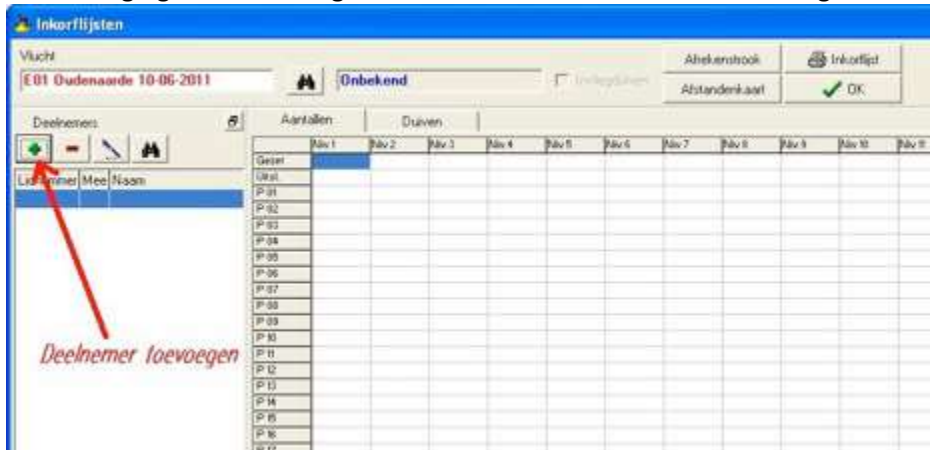 Inkorflijsten
Vlucht
E01 Oudenaarde 10-06-2011
Onbekend
Afrekenstrook
Inkorflijst
Afstandenkaart
OK
Deelnemers
Aantallen
Duiven
Niv 1 Niv 2 Niv 3 Niv 4 Niv 5 Niv 6 Niv 7 Niv 8 Niv 9 Niv 10 Niv 11
Lidnummer Mee Naam
Gezet
P 01
P 02
P 03
P 04
P 05
P 06
P 07
P 08
P 09
P 10
P 11
P 12
P 13
P 14
P 15
P 16
P 17
Deelnemer toevoegen